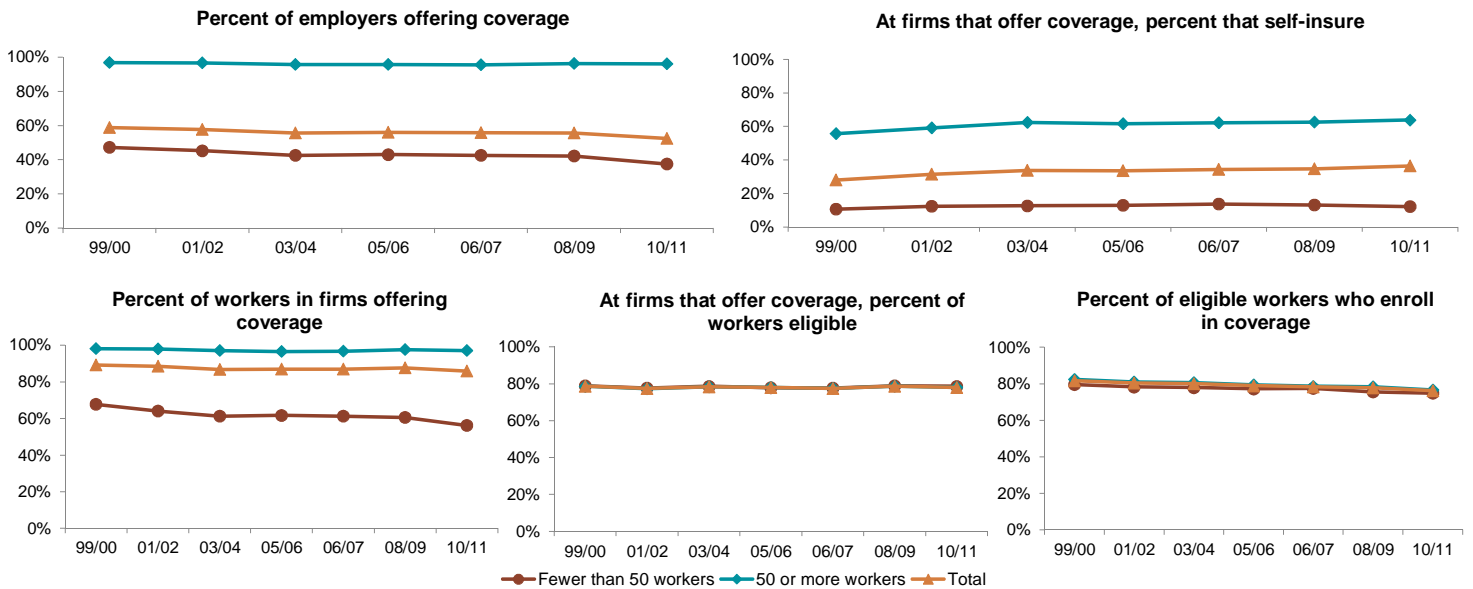 Percent of employers offering coverage
100%
80%
60%
40%
20%
0%
99/00 01/02 03/04 05/06 06/07 08/09 10/11
At firms that offer coverage, percent that self-insure
100%
80%
60%
40%
20%
0%
99/00 01/02 03/04 05/06 06/07 08/09 10/11
Percent of workers in firms offering
coverage
100%
80%
60%
40%
20%
0%
99/00 01/02 03/04 05/06 06/07 08/09 10/11
At firms that offer coverage, percent of
workers eligible
100%
80%
60%
40%
20%
0%
99/00 01/02 03/04 05/06 06/07 08/09 10/11
Percent of eligible workers who enroll
in coverage
100%
80%
60%
40%
20%
0%
99/00 01/02 03/04 05/06 06/07 08/09 10/11
Fewer than 50 workers 50 or more workers Total